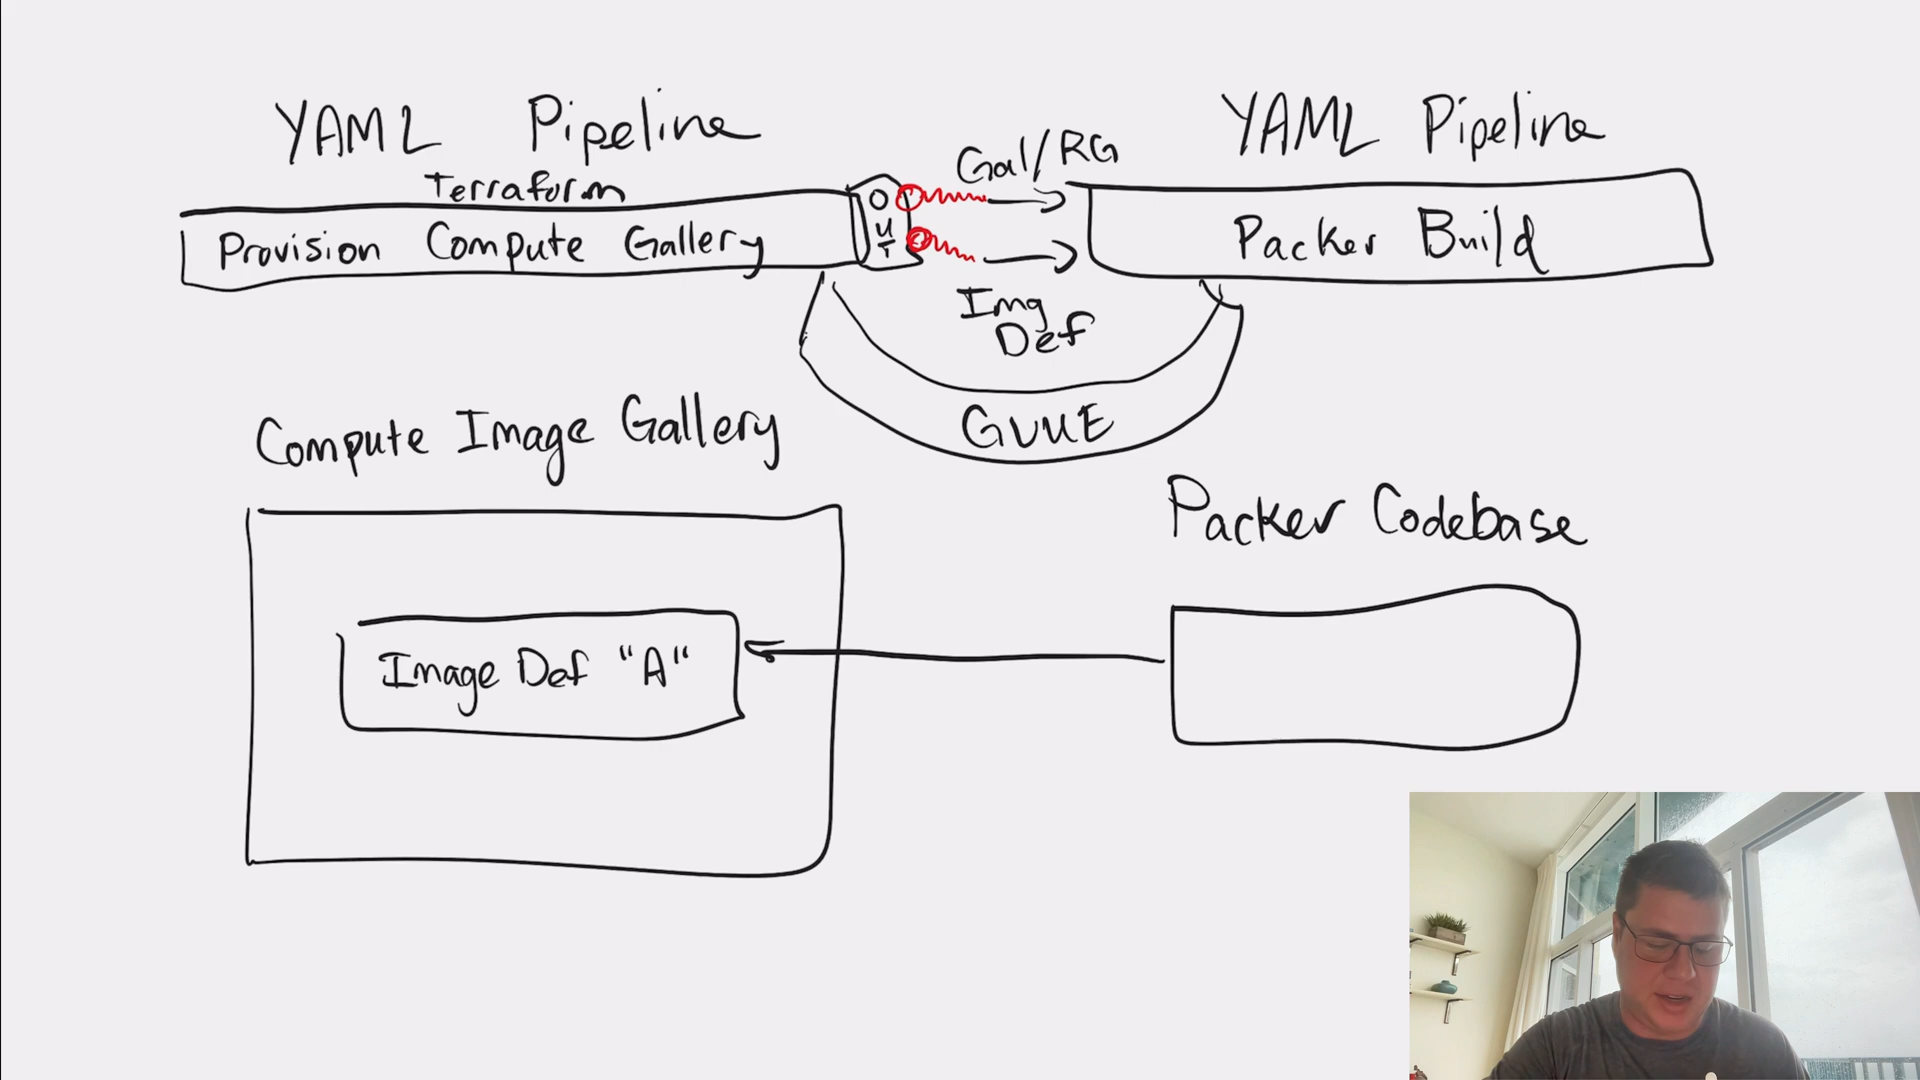 YAML Pipeline
Terraform
Provision Compute Gallery
OUT
Gal/RG
Img
Def
YAML Pipeline
Packer Build
GVUE
Compute Image Gallery
Image Def "A"
Packer Codebase